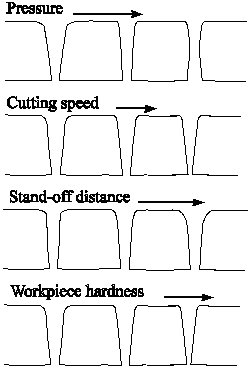 Pressure
Cutting speed
Stand-off distance
Workpiece hardness